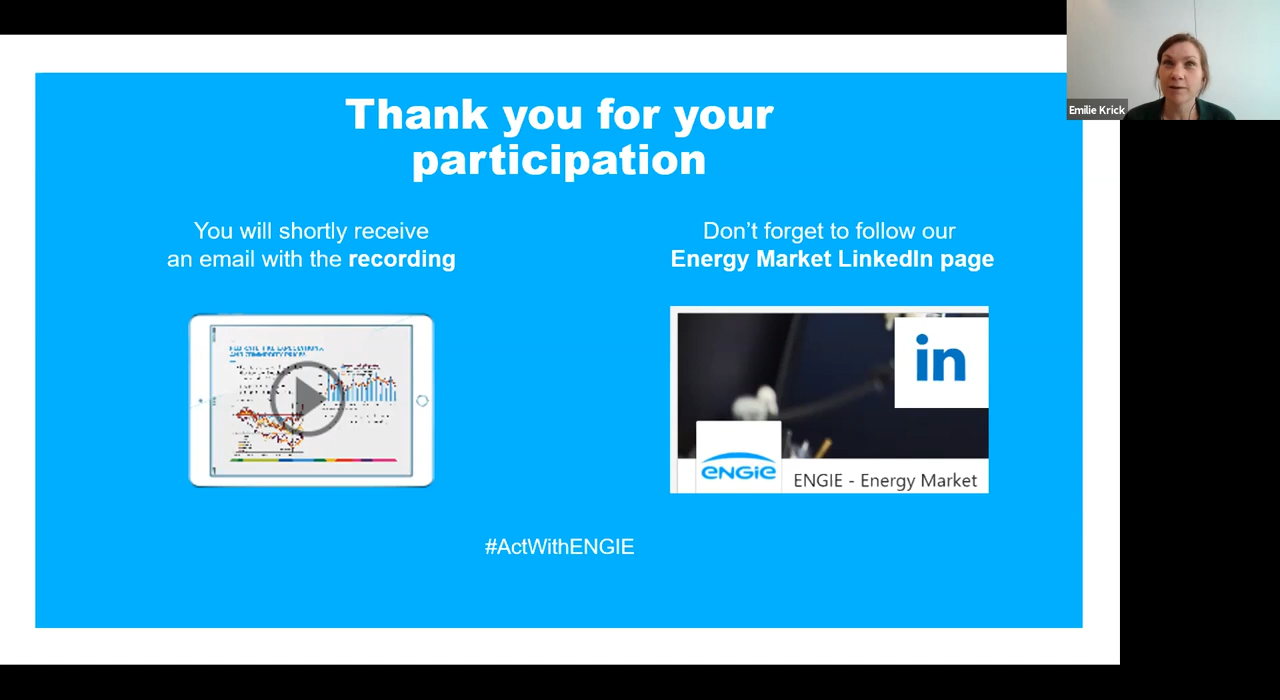 Thank you for your
participation
You will shortly receive
an email with the recording
Don’t forget to follow our
Energy Market LinkedIn page
in
ENGIE
ENGIE - Energy Market
#ActWithENGIE
Emilie Krick